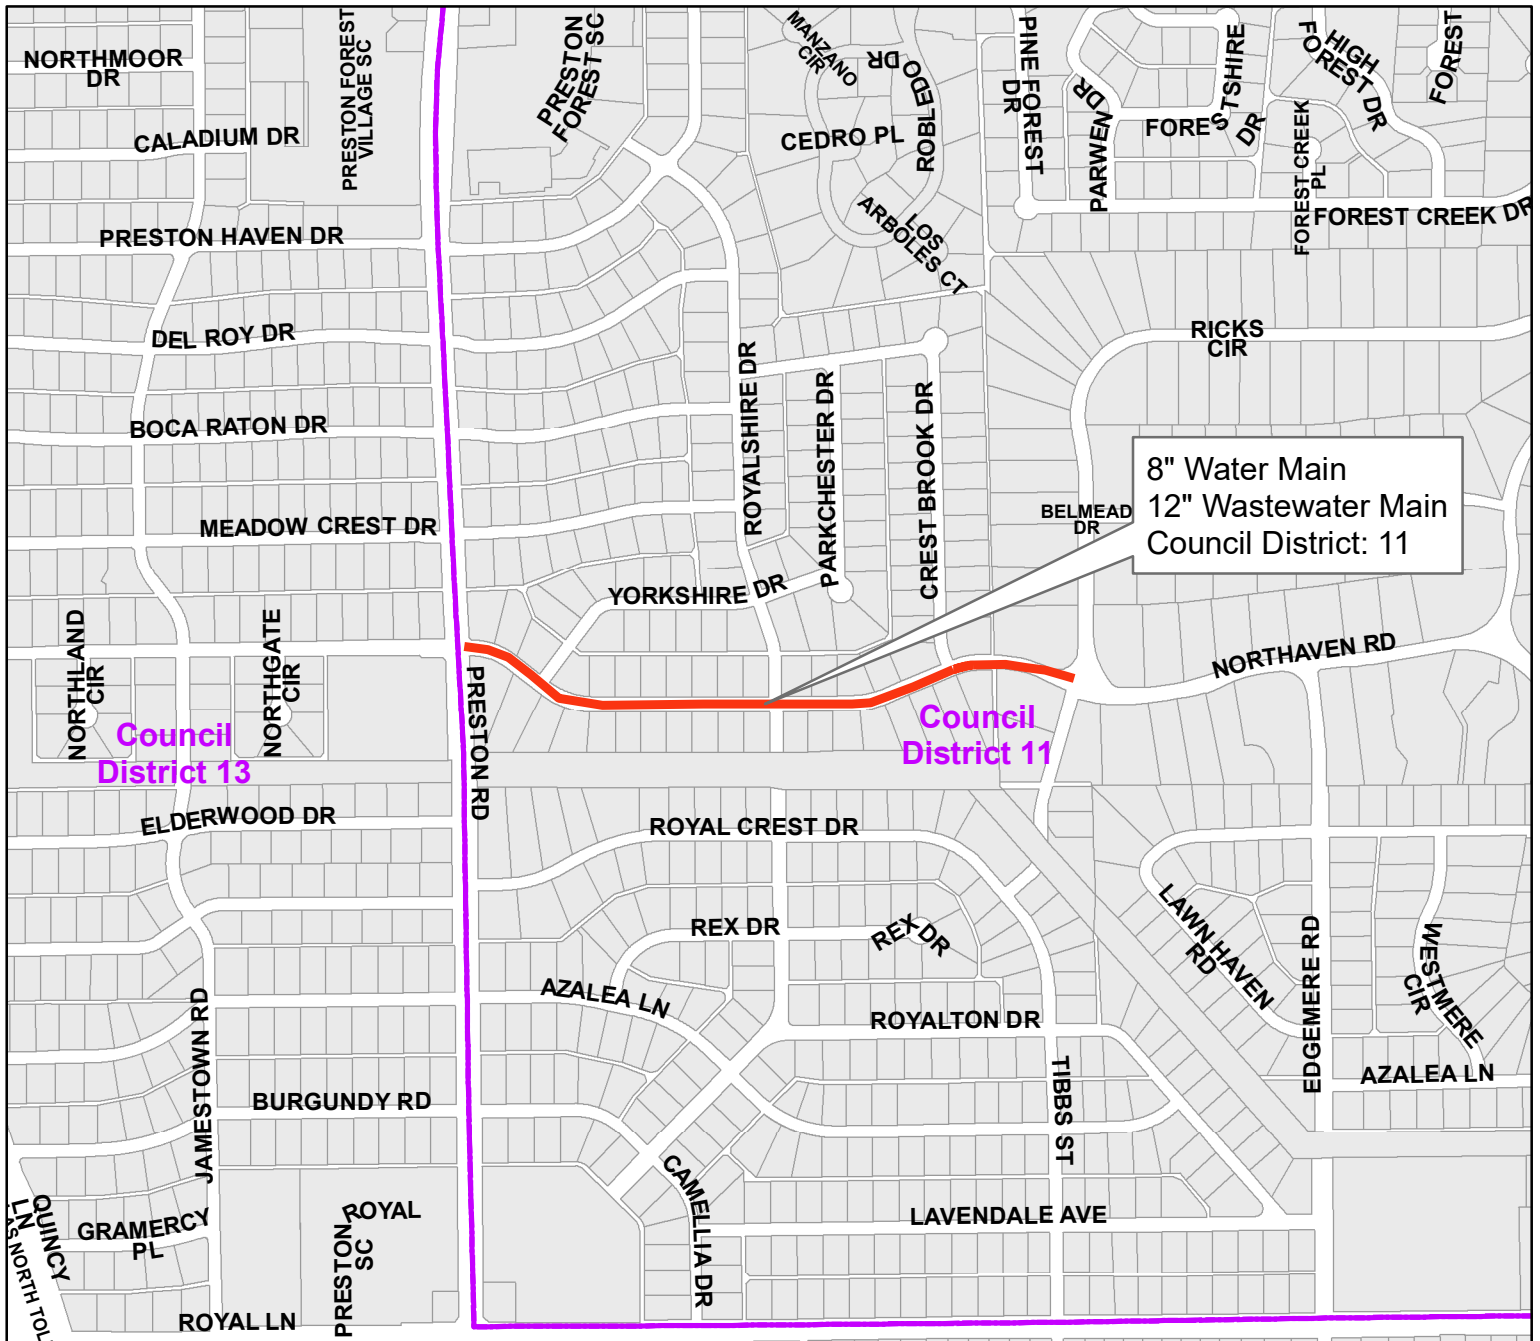 NORTHMOOR
DR
PRESTON FOREST
VILLAGE SC
PRESTON
FOREST SC
MANZANO
CIR
ROBLEDO
DR
PINE FOREST
DR
PARWEN DR
FORESTSHIRE
DR
HIGH
FOREST DR
FOREST
CALADIUM DR
CEDRO PL
FOREST CREEK
PL
PRESTON HAVEN DR
LOS
ARBOLES CT
FOREST CREEK DR
DEL ROY DR
RICKS
CIR
ROYALSHIRE DR
PARKCHESTER DR
CREST BROOK DR
BOCA RATON DR
8" Water Main
12" Wastewater Main
Council District: 11
BELMEAD
DR
MEADOW CREST DR
YORKSHIRE DR
NORTHLAND
CIR
NORTHGATE
CIR
NORTHAVEN RD
PRESTON RD
Council
District 13
Council
District 11
ELDERWOOD DR
ROYAL CREST DR
LAWNHAVEN
RD
REX DR
REX DR
EDGEMERE RD
WESTMERE
CIR
AZALEA LN
JAMESTOWN RD
ROYALTON DR
TIBBS ST
AZALEA LN
BURGUNDY RD
CAMELLIA DR
QUINCY
LN
GRAMERCY
PL
PRESTON ROYAL
SC
LAVENDALE AVE
NORTH
ROYAL LN